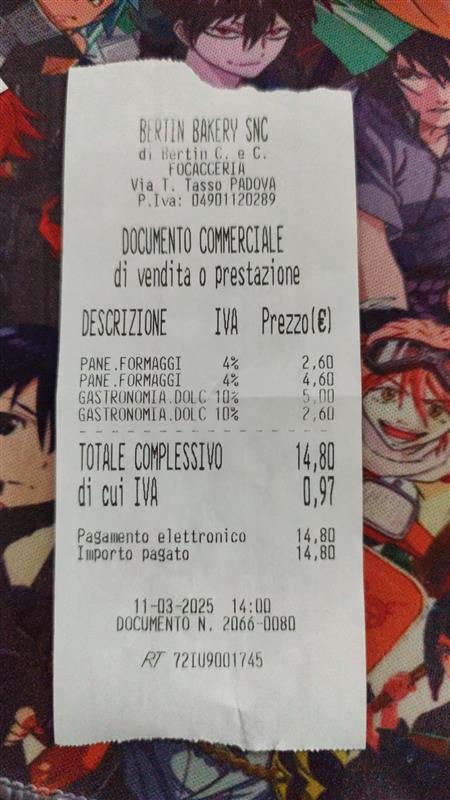 BERTIN BAKERY SNC
di Bertin C. e C.
FOCACCERIA
Via T. Tasso PADOVA
P.Iva: 04901120289
DOCUMENTO COMMERCIALE
di vendita o prestazione
DESCRIZIONE IVA Prezzo(€)
PANE.FORMAGGI 4% 2,60
PANE.FORMAGGI 4% 4,60
GASTRONOMIA.DOLC 10% 5,00
GASTRONOMIA.DOLC 10% 2,60
TOTALE COMPLESSIVO 14,80
di cui IVA 0,97
Pagamento elettronico 14,80
Importo pagato 14,80
11-03-2025 14:00
DOCUMENTO N. 2066-0080
RT 72IU9001745